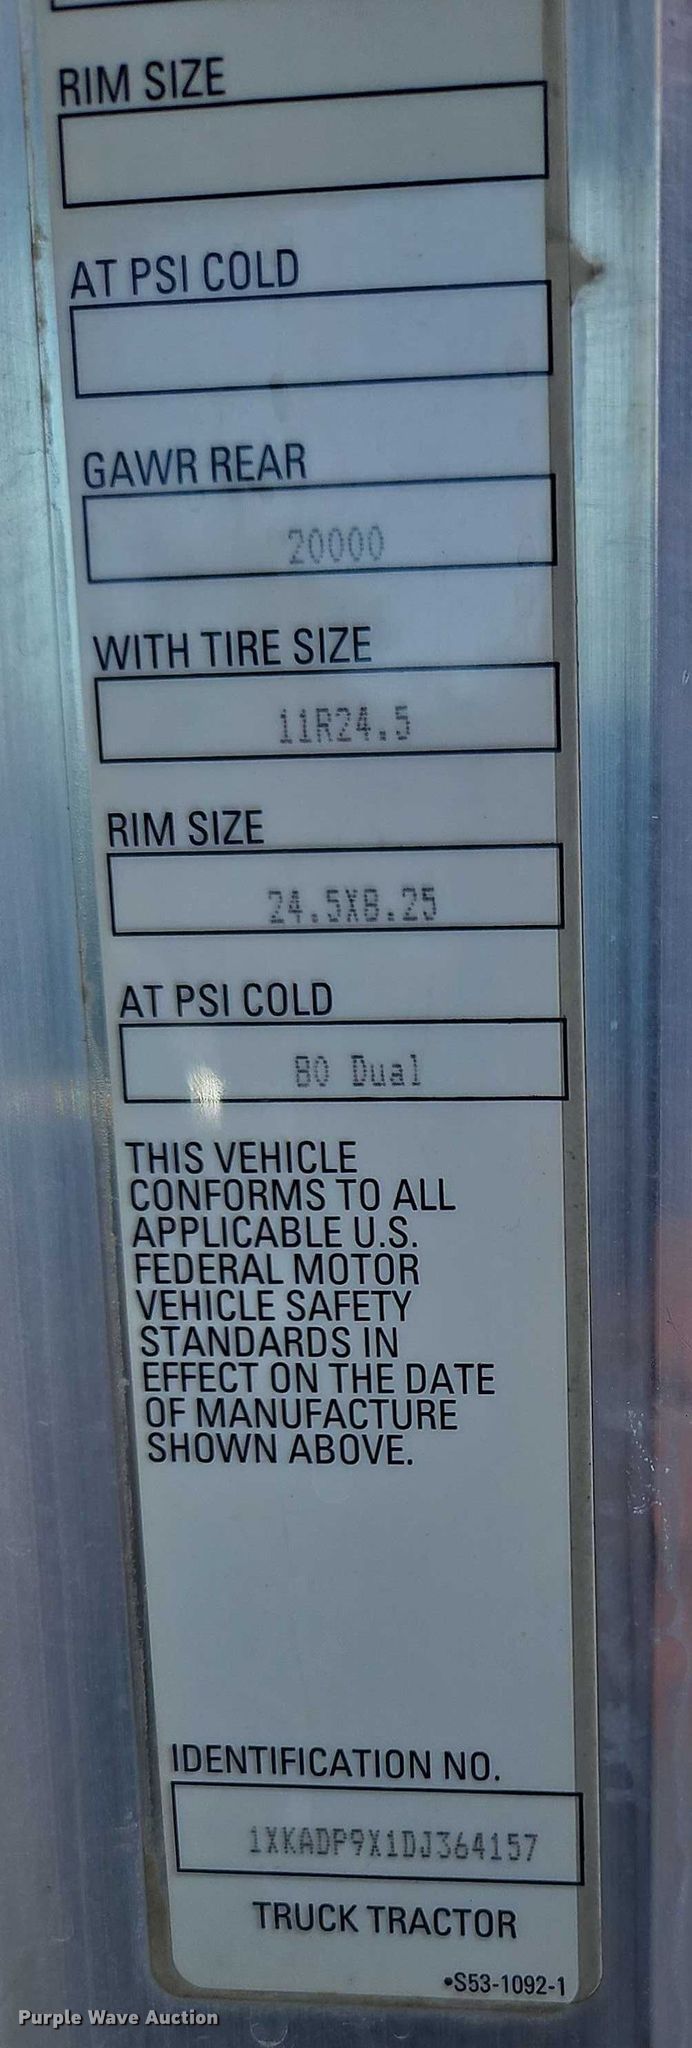 RIM SIZE
AT PSI COLD
GAWR REAR
20000
WITH TIRE SIZE
11R24.5
RIM SIZE
24.5X8.25
AT PSI COLD
80 Dual
THIS VEHICLE
CONFORMS TO ALL
APPLICABLE U.S.
FEDERAL MOTOR
VEHICLE SAFETY
STANDARDS IN
EFFECT ON THE DATE
OF MANUFACTURE
SHOWN ABOVE.
IDENTIFICATION NO.
1XKADP9X1DJ364157
TRUCK TRACTOR
•S53-1092-1
Purple Wave Auction